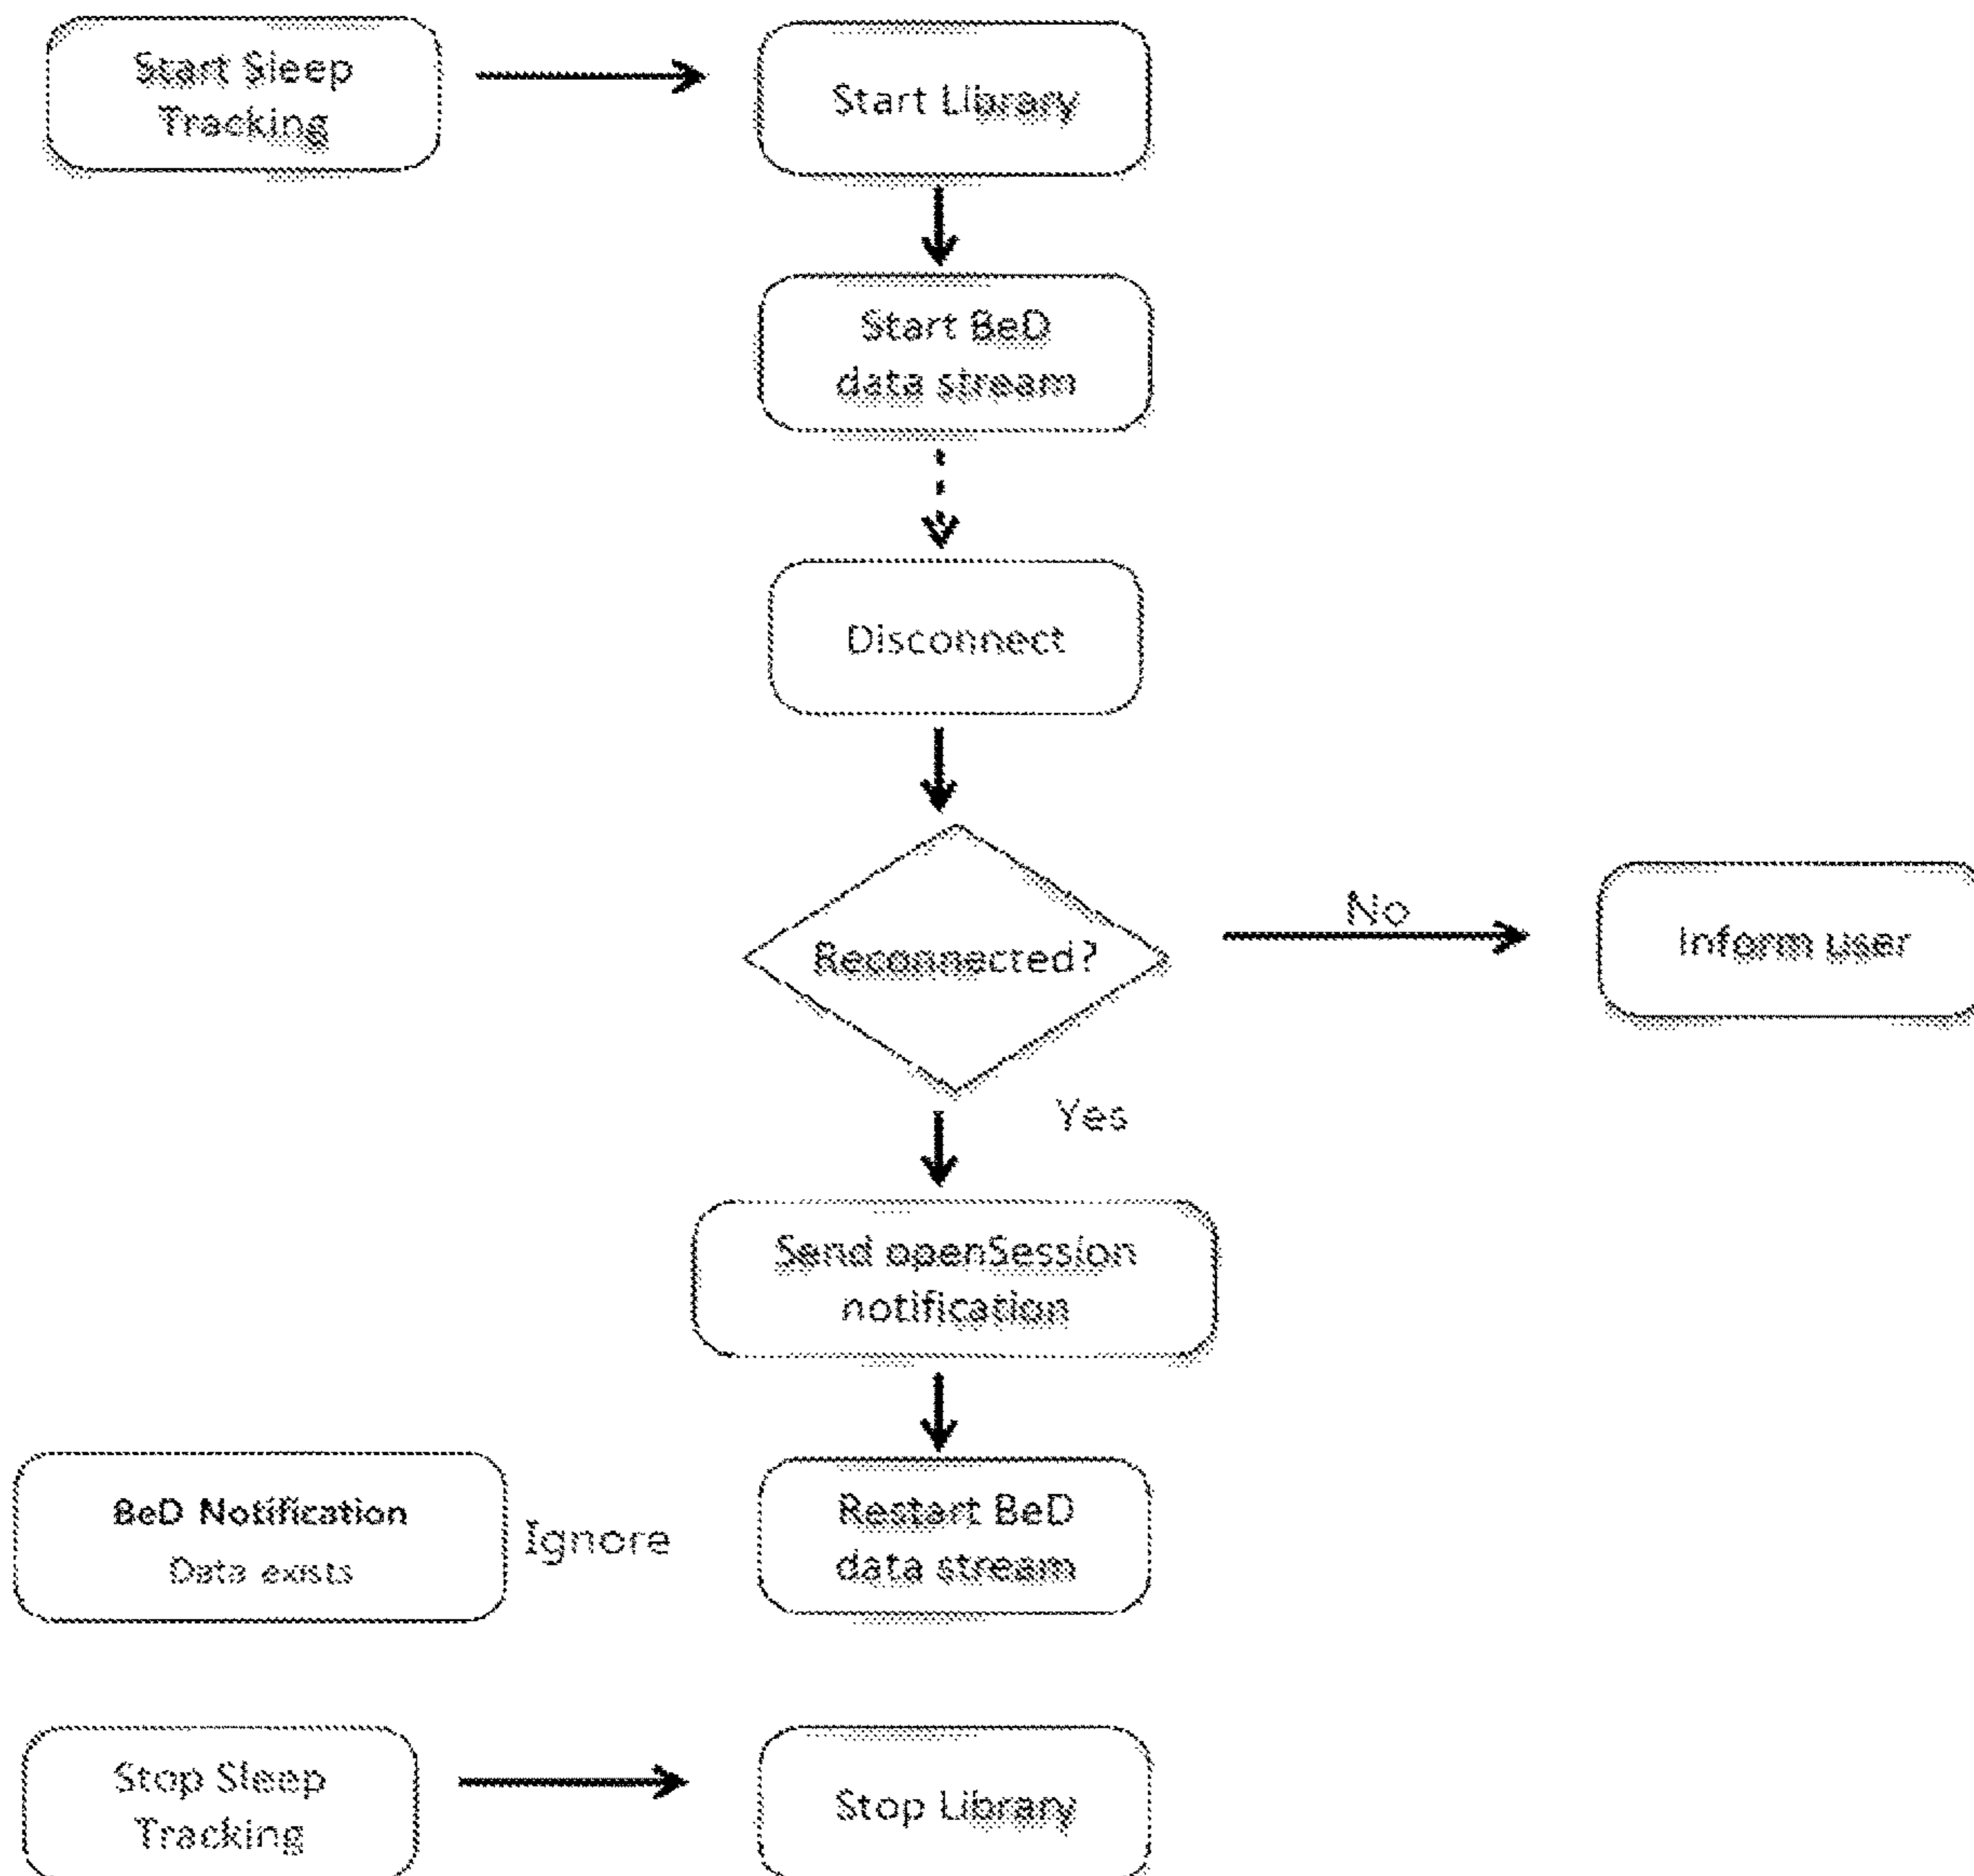 Start Sleep
Tracking
Start Library
Start BeD
data stream
Disconnect
Reconnected?
No
Inform user
Yes
Send openSession
notification
BeD Notification
Data exists
Ignore
Restart BeD
data stream
Stop Sleep
Tracking
Stop Library